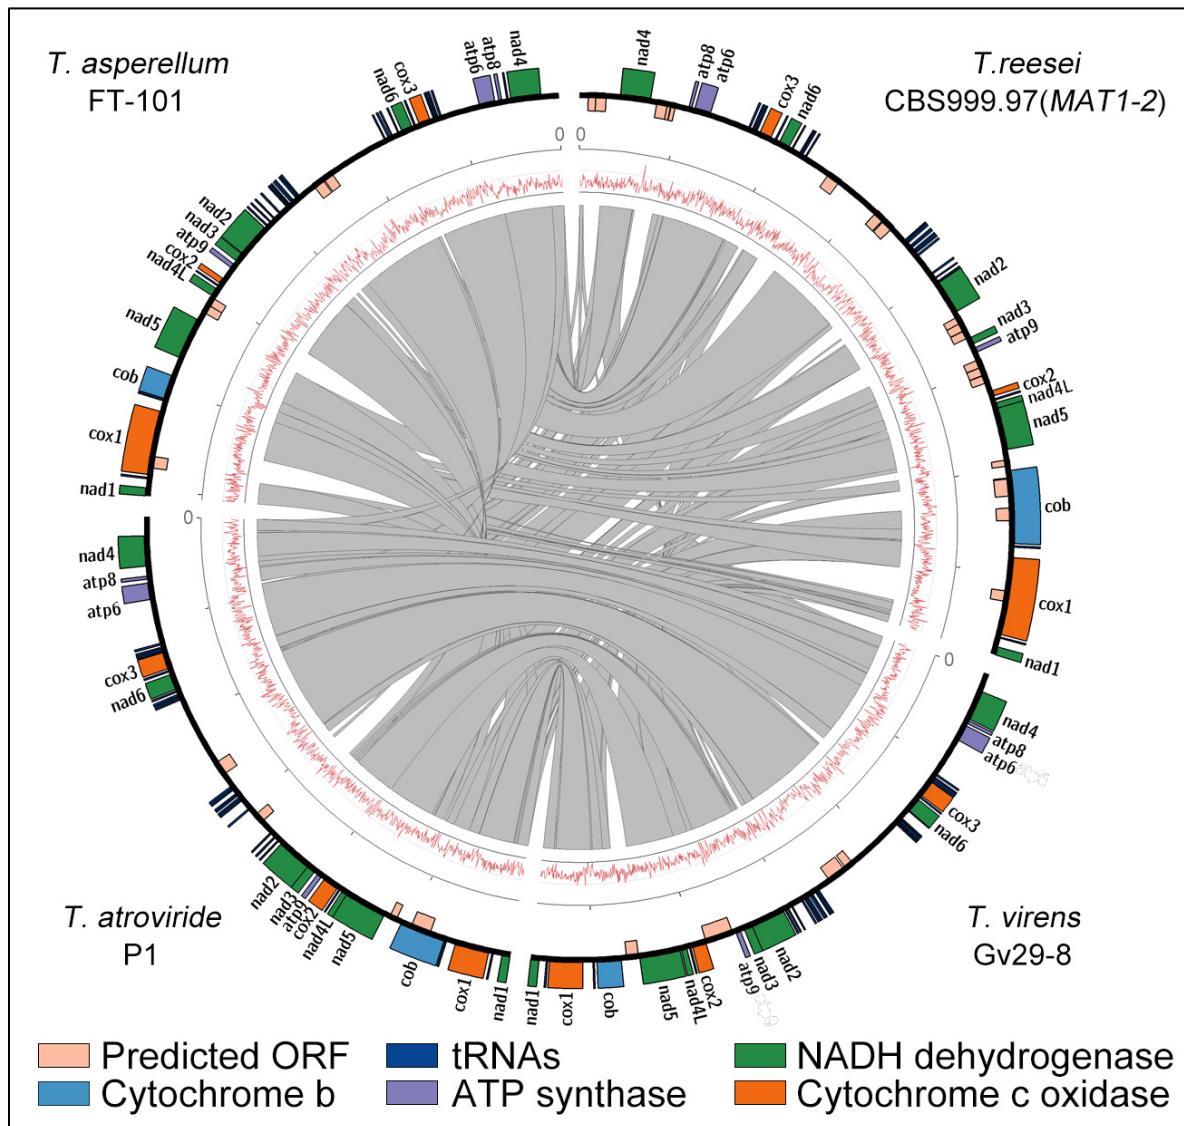 T. asperellum
FT-101
T.reesei
CBS999.97(MAT1-2)
nad4
atp8
atp6
cox3
nad6
nad2
nad3
atp9
cox2
nad4L
nad5
cob
cox1
nad1
0
0
nad4
atp8
atp6
cox3
nad6
nad2
nad3
atp9
cox2
nad4L
nad5
cob
cox1
nad1
0
nad4
atp8
atp6
atp6
cox3
nad6
nad2
nad3
atp9
atp9
cox2
nad4L
nad5
cob
cox1
nad1
0
nad4
atp8
atp6
cox3
nad6
nad2
nad3
atp9
cox2
nad4L
nad5
cob
cox1
nad1
T. atroviride
P1
T. virens
Gv29-8
Predicted ORF
tRNAs
NADH dehydrogenase
Cytochrome b
ATP synthase
Cytochrome c oxidase